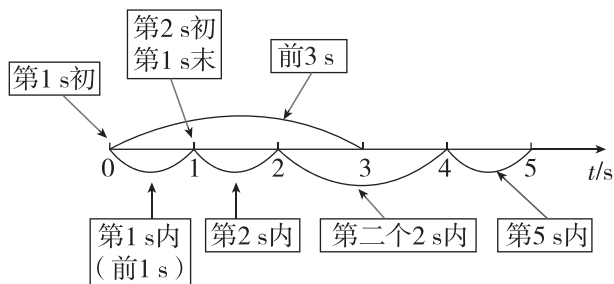 第2 s初
第1 s末
前3 s
第1 s初
0 1 2 3 4 5
t/s
第1 s内
(前1 s)
第2 s内
第二个2 s内
第5 s内